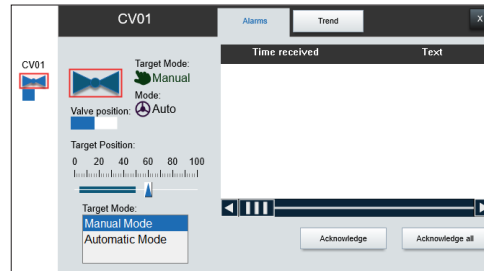 CV01
Alarms
Trend
X
Time received
Text
CV01
Target Mode:
Manual
Mode:
Auto
Valve position:
Target Position:
0 20 40 60 80 100
Target Mode:
Manual Mode
Automatic Mode
Acknowledge
Acknowledge all